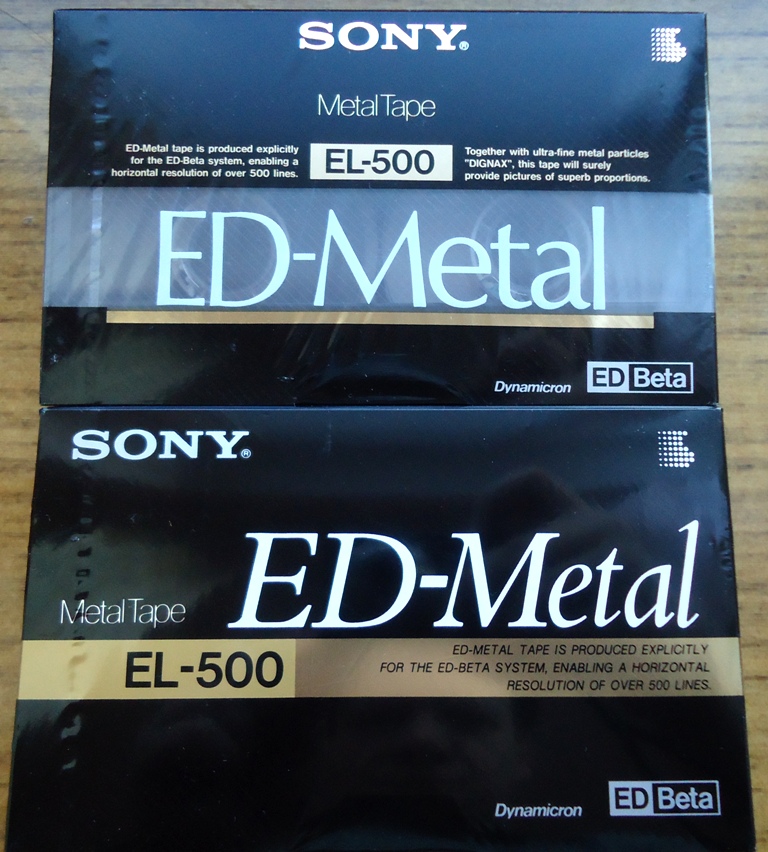 SONY®
Metal Tape
ED-Metal tape is produced explicitly
for the ED-Beta system, enabling a
horizontal resolution of over 500 lines.
EL-500
Together with ultra-fine metal particles
"DIGNAX", this tape will surely
provide pictures of superb proportions.
ED-Metal
Dynamicron
ED Beta
SONY®
ED-Metal
Metal Tape
EL-500
ED-METAL TAPE IS PRODUCED EXPLICITLY
FOR THE ED-BETA SYSTEM, ENABLING A HORIZONTAL
RESOLUTION OF OVER 500 LINES.
Dynamicron
ED Beta